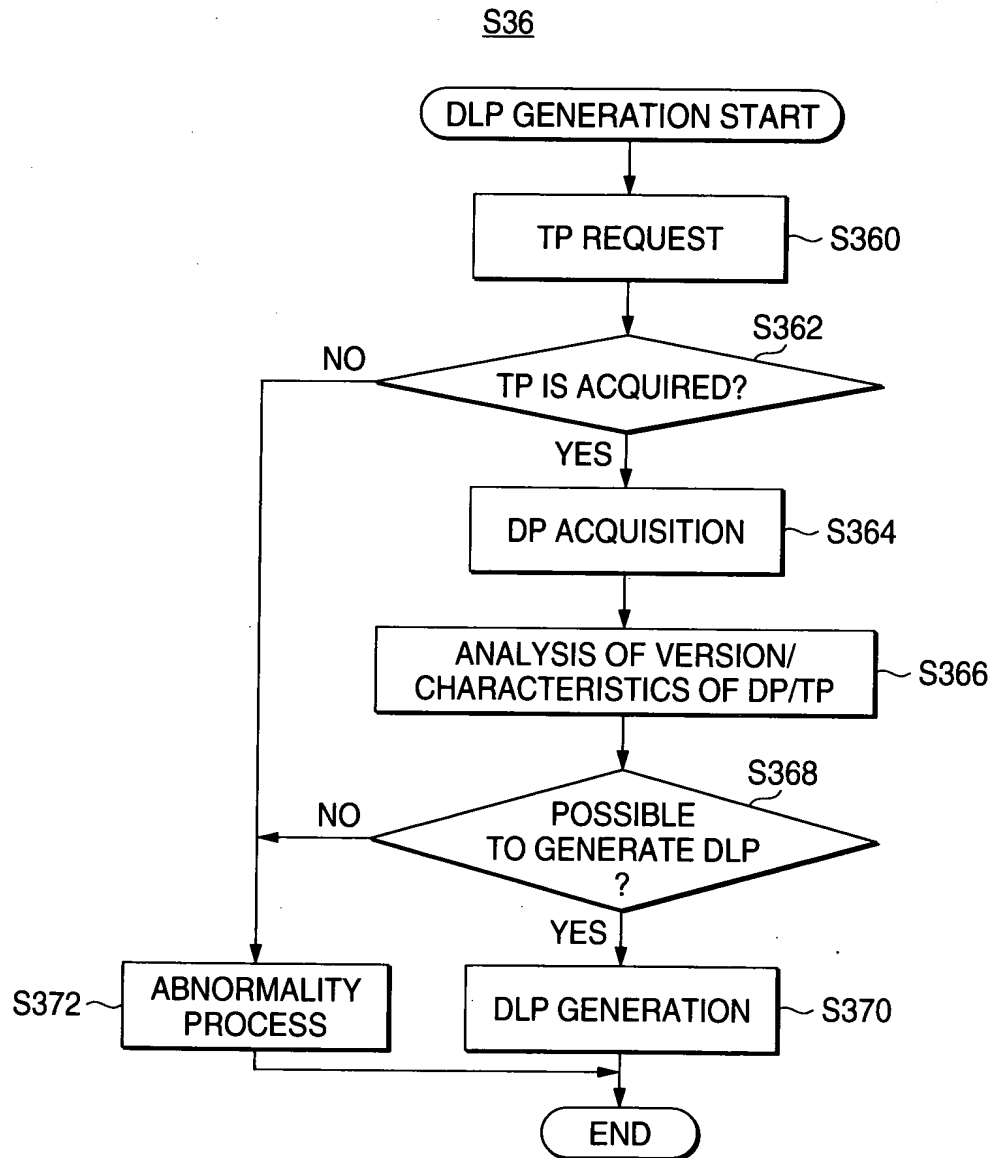 S36
DLP GENERATION START
TP REQUEST
S360
S362
NO
TP IS ACQUIRED?
YES
DP ACQUISITION
S364
ANALYSIS OF VERSION/
CHARACTERISTICS OF DP/TP
S366
S368
NO
POSSIBLE
TO GENERATE DLP
?
YES
S372
ABNORMALITY
PROCESS
DLP GENERATION
S370
END